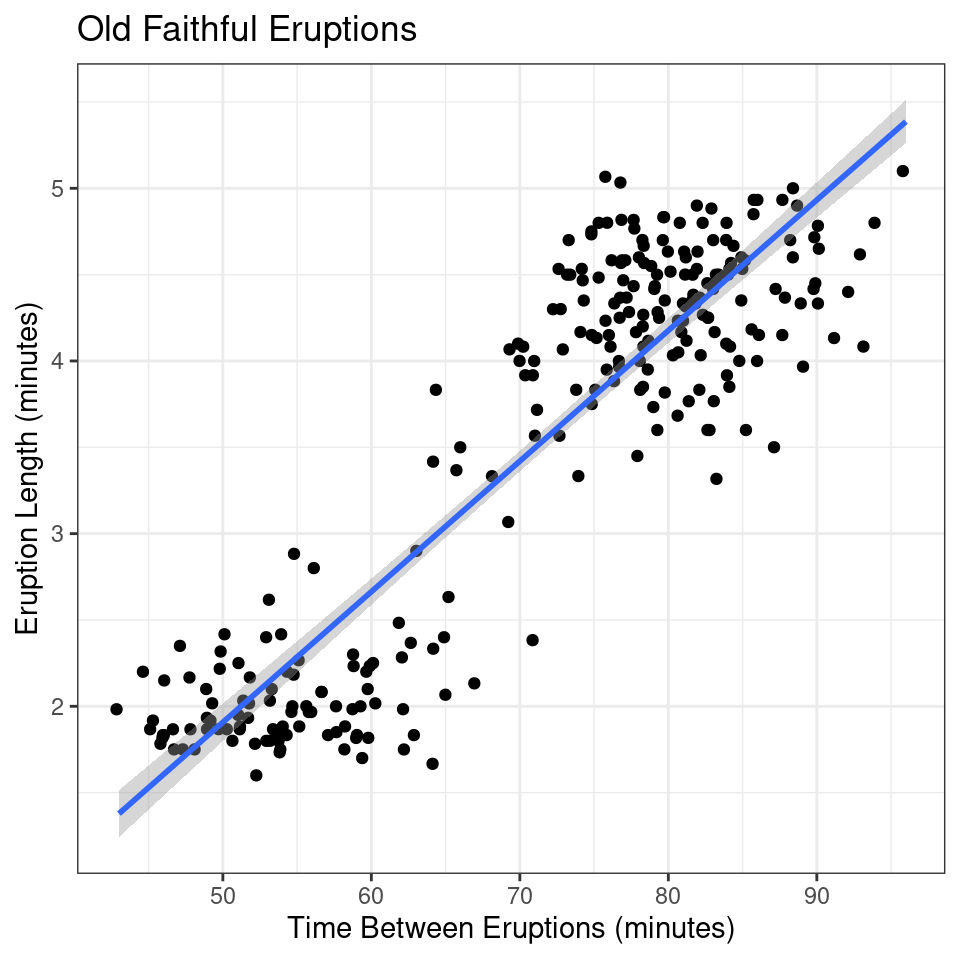 Old Faithful Eruptions
Eruption Length (minutes)
5
4
3
2
50 60 70 80 90
Time Between Eruptions (minutes)